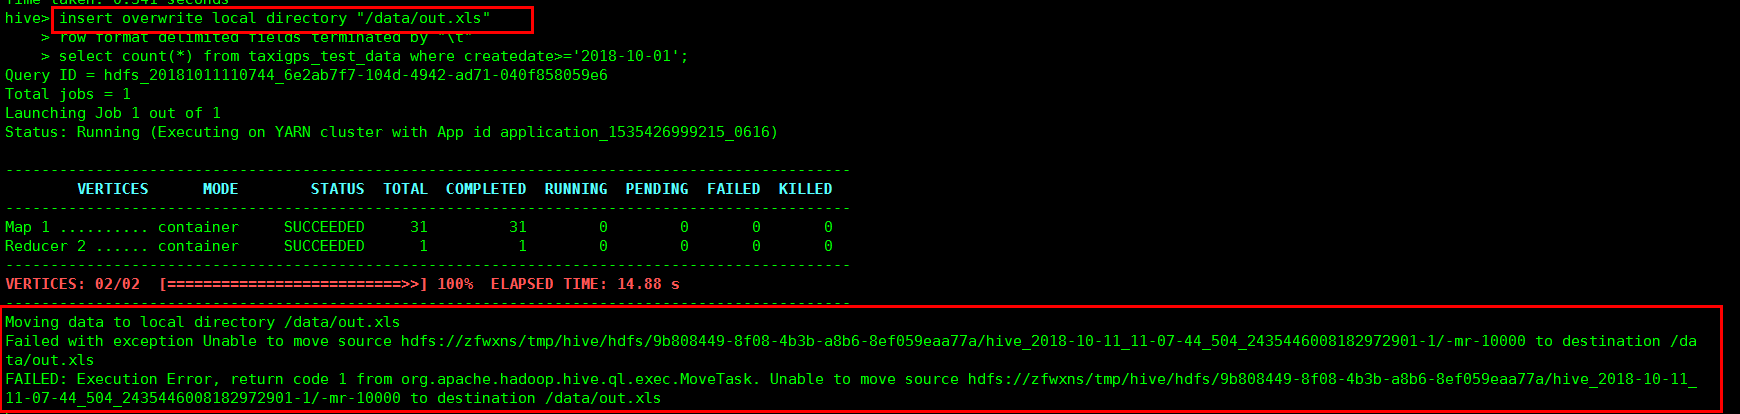 Time taken: 0.541 seconds
hive> insert overwrite local directory "/data/out.xls"
    > row format delimited fields terminated by "\t"
    > select count(*) from taxigps_test_data where createdate>='2018-10-01';
Query ID = hdfs_20181011110744_6e2ab7f7-104d-4942-ad71-040f858059e6
Total jobs = 1
Launching Job 1 out of 1
Status: Running (Executing on YARN cluster with App id application_1535426999215_0616)
----------------------------------------------------------------------------------------------
        VERTICES      MODE        STATUS  TOTAL  COMPLETED  RUNNING  PENDING  FAILED  KILLED
----------------------------------------------------------------------------------------------
Map 1 .......... container     SUCCEEDED     31         31        0        0       0       0
Reducer 2 ...... container     SUCCEEDED      1          1        0        0       0       0
----------------------------------------------------------------------------------------------
VERTICES: 02/02  [==========================>>] 100%  ELAPSED TIME: 14.88 s
----------------------------------------------------------------------------------------------
Moving data to local directory /data/out.xls
Failed with exception Unable to move source hdfs://zfwxns/tmp/hive/hdfs/9b808449-8f08-4b3b-a8b6-8ef059eaa77a/hive_2018-10-11_11-07-44_504_2435446008182972901-1/-mr-10000 to destination /da
ta/out.xls
FAILED: Execution Error, return code 1 from org.apache.hadoop.hive.ql.exec.MoveTask. Unable to move source hdfs://zfwxns/tmp/hive/hdfs/9b808449-8f08-4b3b-a8b6-8ef059eaa77a/hive_2018-10-11_
11-07-44_504_2435446008182972901-1/-mr-10000 to destination /data/out.xls